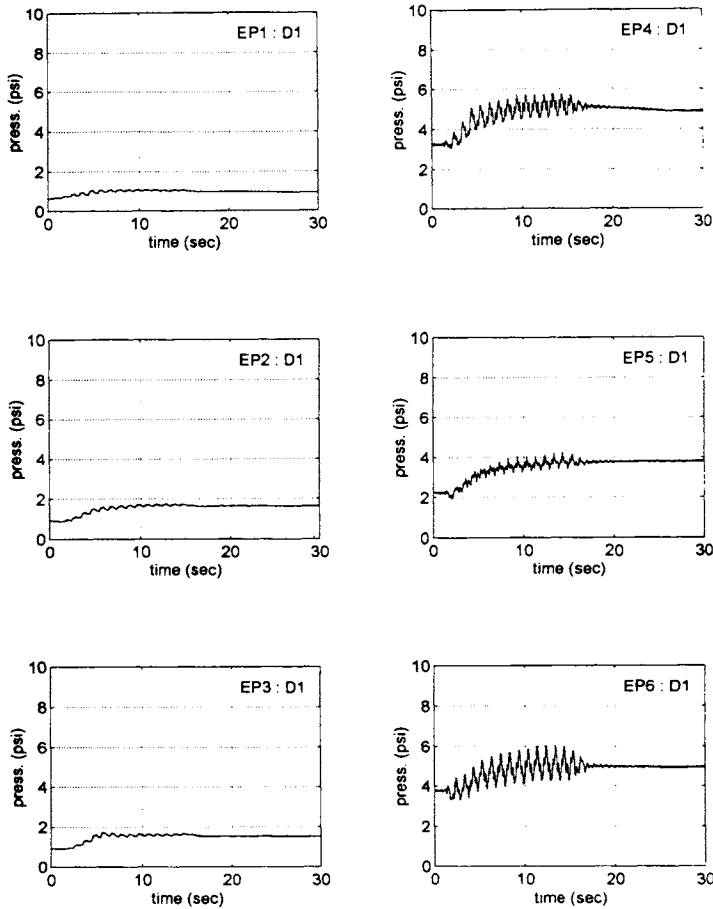 EP1 : D1
press. (psi)
10
8
6
4
2
0
0 10 20 30
time (sec)
EP4 : D1
press. (psi)
10
8
6
4
2
0
0 10 20 30
time (sec)
EP2 : D1
press. (psi)
10
8
6
4
2
0
0 10 20 30
time (sec)
EP5 : D1
press. (psi)
10
8
6
4
2
0
0 10 20 30
time (sec)
EP3 : D1
press. (psi)
10
8
6
4
2
0
0 10 20 30
time (sec)
EP6 : D1
press. (psi)
10
8
6
4
2
0
0 10 20 30
time (sec)